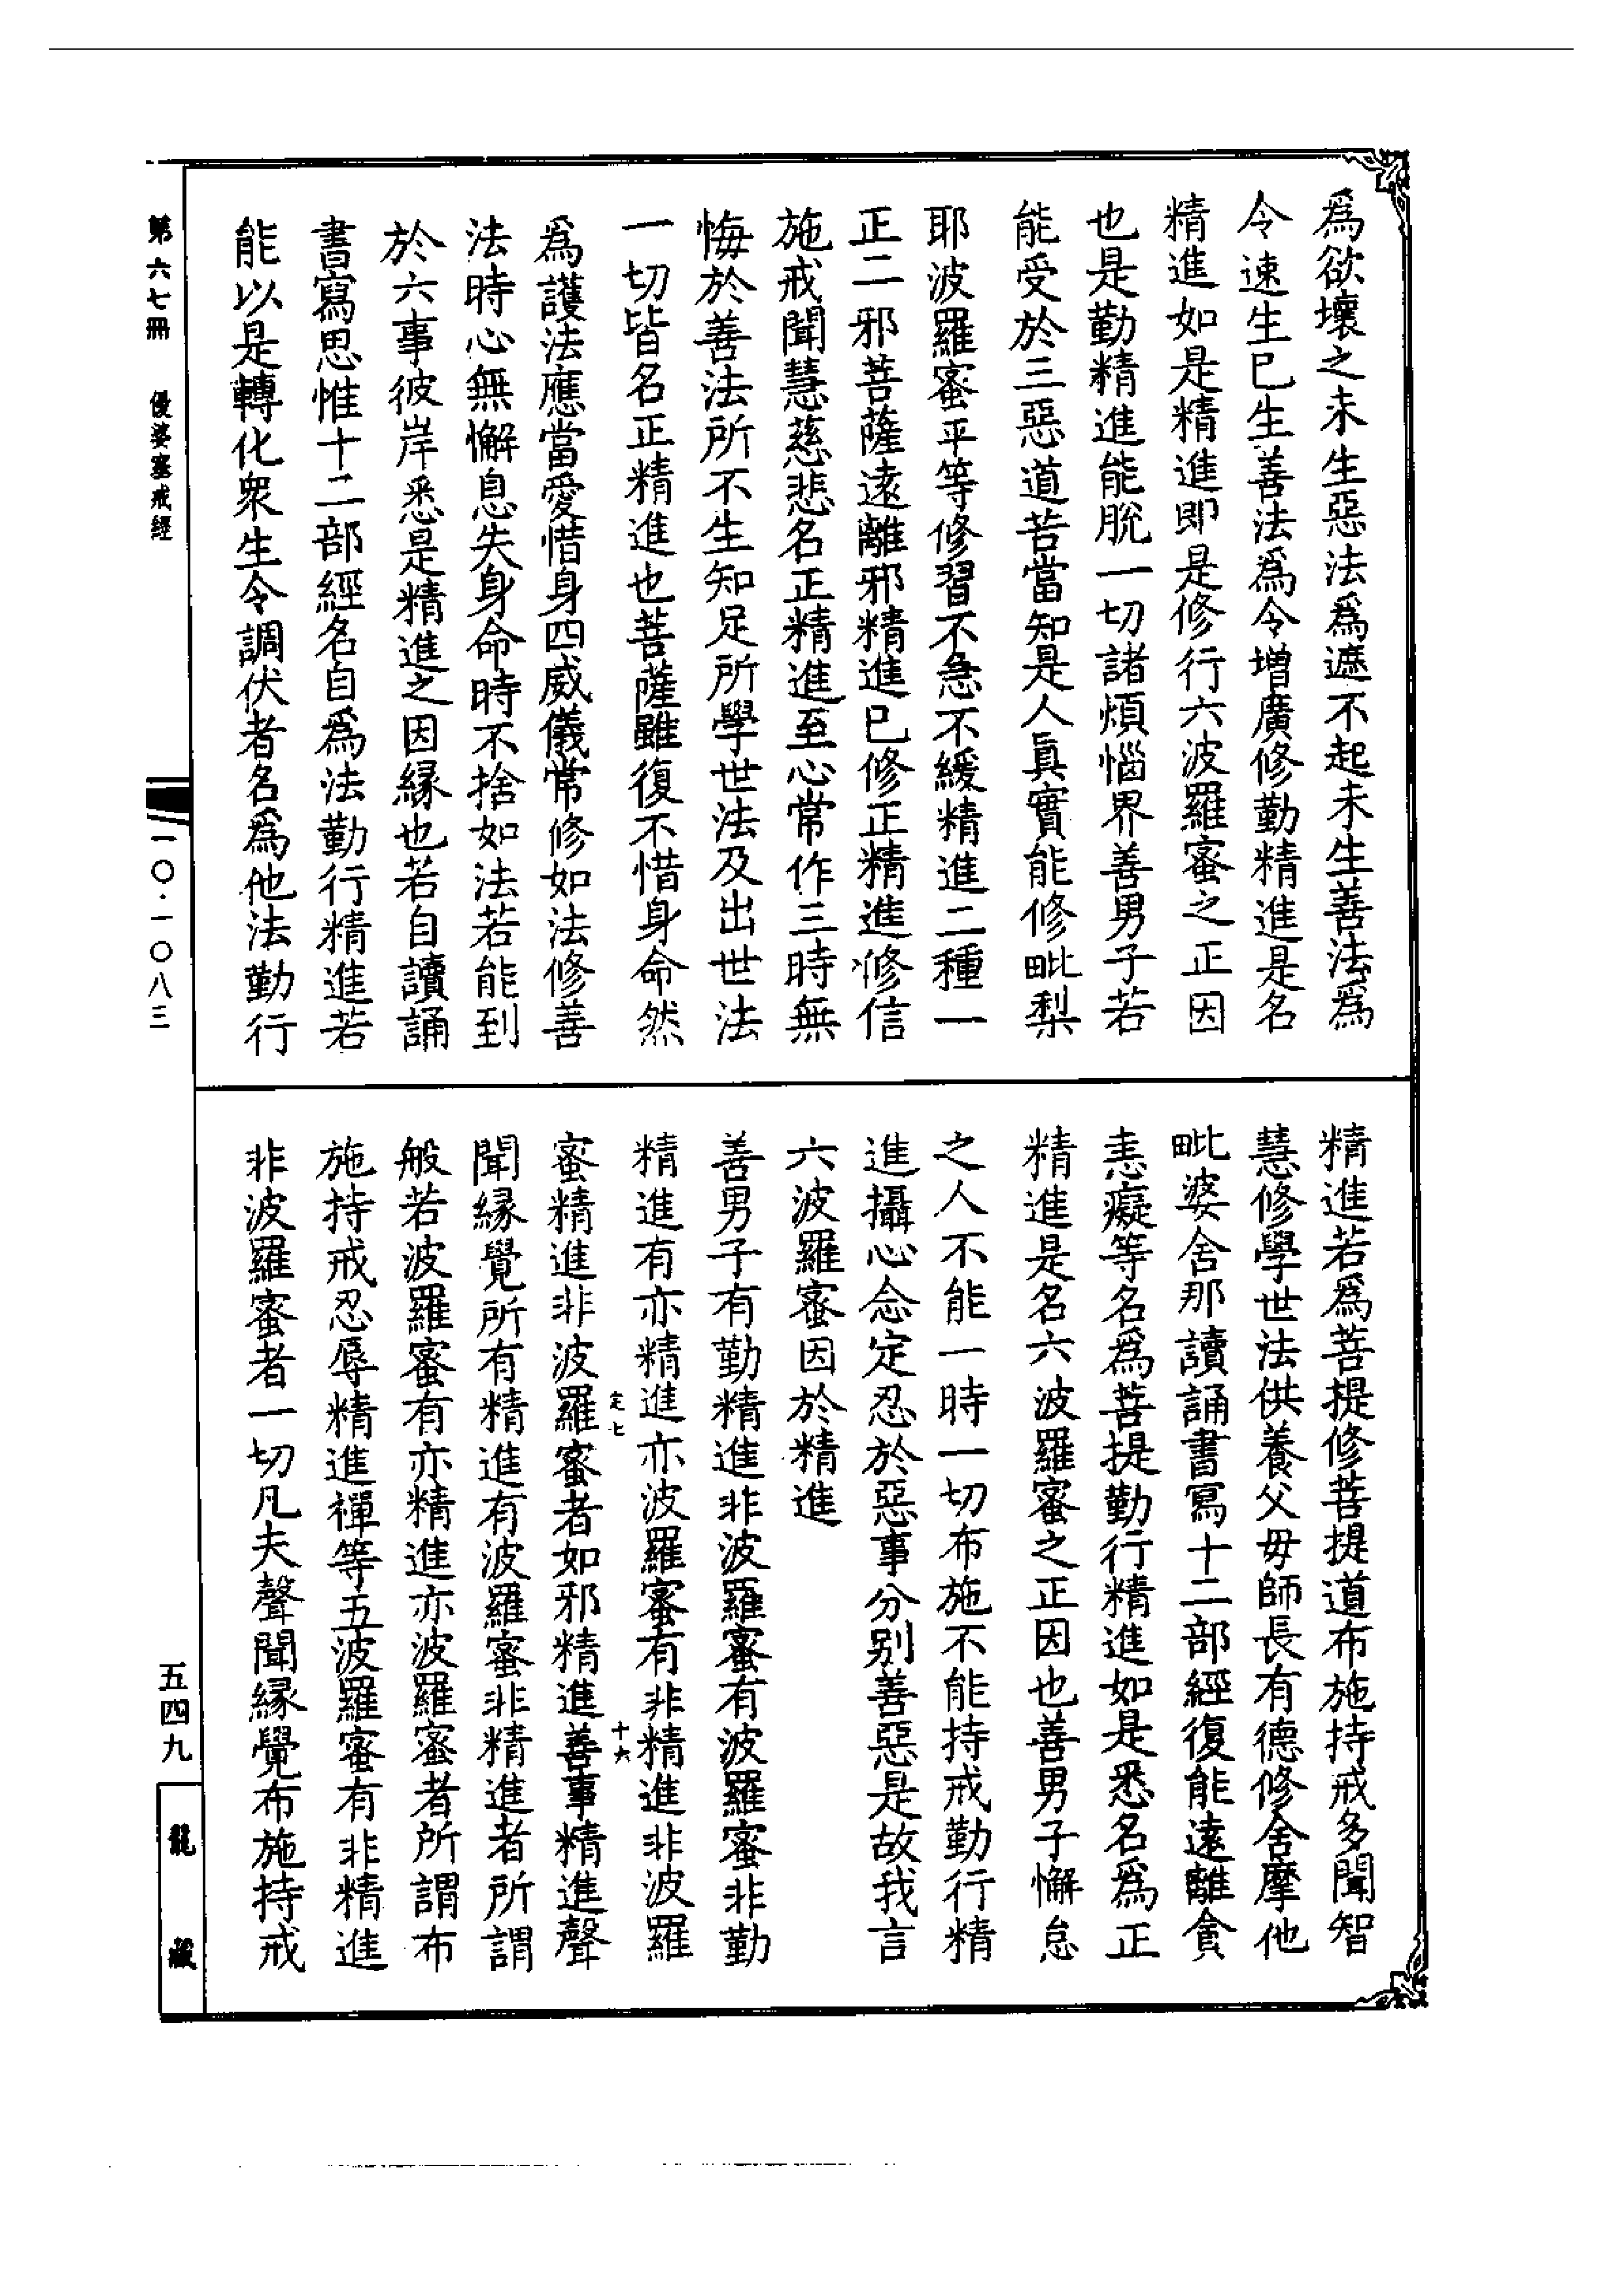 爲欲壞之未生惡法爲遮不起未生善法爲
令速生已生善法爲令增廣修勤精進是名
精進如是精進即是修行六波羅蜜之正因
也是勤精進能脫一切諸煩惱界善男子若
能受於三惡道苦當知是人眞實能修毗梨
耶波羅蜜平等修習不急不緩精進二種一
正二邪菩薩遠離邪精進已修正精進修信
施戒聞慧慈悲名正精進至心常作三時無
悔於善法所不生知足所學世法及出世法
一切皆名正精進也菩薩雖復不惜身命然
爲護法應當愛惜身四威儀常修如法修善
法時心無懈息失身命時不捨如法若能到
於六事彼岸悉是精進之因緣也若自讀誦
書寫思惟十二部經名自爲法勤行精進若
能以是轉化衆生令調伏者名爲他法勤行
精進若爲菩提修菩提道布施持戒多聞智
慧修學世法供養父母師長有德修舍摩他
毗婆舍那讀誦書寫十二部經復能遠離貪
恚癡等名爲菩提勤行精進如是悉名爲正
精進是名六波羅蜜之正因也善男子懈怠
之人不能一時一切布施不能持戒勤行精
進攝心念定忍於惡事分别善惡是故我言
六波羅蜜因於精進
善男子有勤精進非波羅蜜有波羅蜜非勤
精進有亦精進亦波羅蜜有非精進非波羅
定七 十六
蜜精進非波羅蜜者如邪精進善事精進聲
聞緣覺所有精進有波羅蜜非精進者所謂
般若波羅蜜有亦精進亦波羅蜜者所謂布
施持戒忍辱精進禪等五波羅蜜有非精進
非波羅蜜者一切凡夫聲聞緣覺布施持戒
第六七冊 優婆塞戒經
一〇·一〇八三
五四九
龍藏